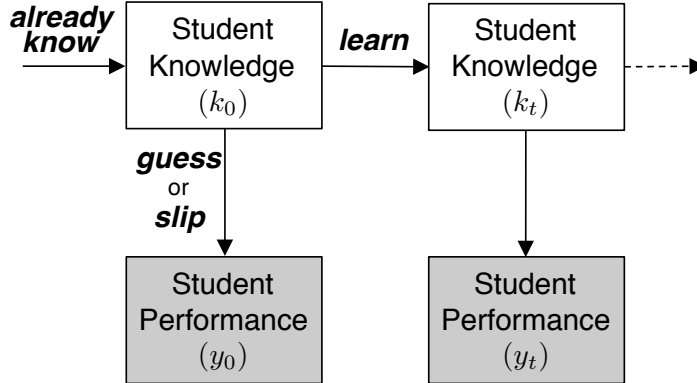 already
know
Student
Knowledge
(k₀)
learn
Student
Knowledge
(kₜ)
guess
or
slip
Student
Performance
(y₀)
Student
Performance
(yₜ)